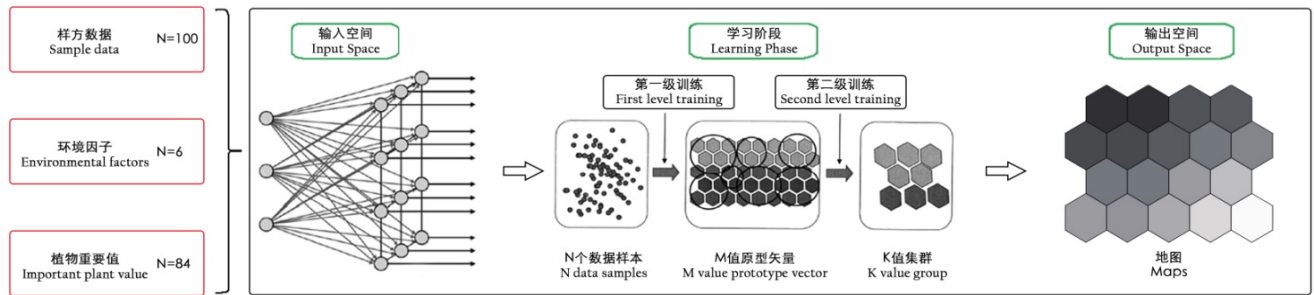 样方数据
Sample data
N=100
环境因子
Environmental factors
N=6
植物重要值
Important plant value
N=84
输入空间
Input Space
学习阶段
Learning Phase
第一级训练
First level training
第二级训练
Second level training
N个数据样本
N data samples
M值原型矢量
M value prototype vector
K值集群
K value group
输出空间
Output Space
地图
Maps